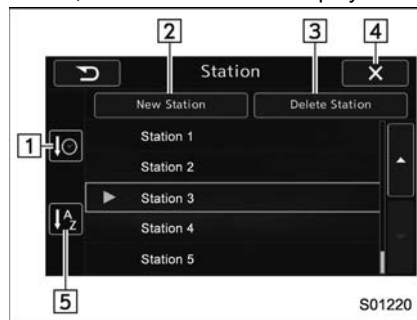 2 3 4
Station X
New Station Delete Station
1 Station 1
Station 2
Station 3
A
Z Station 4
5 Station 5
S01220